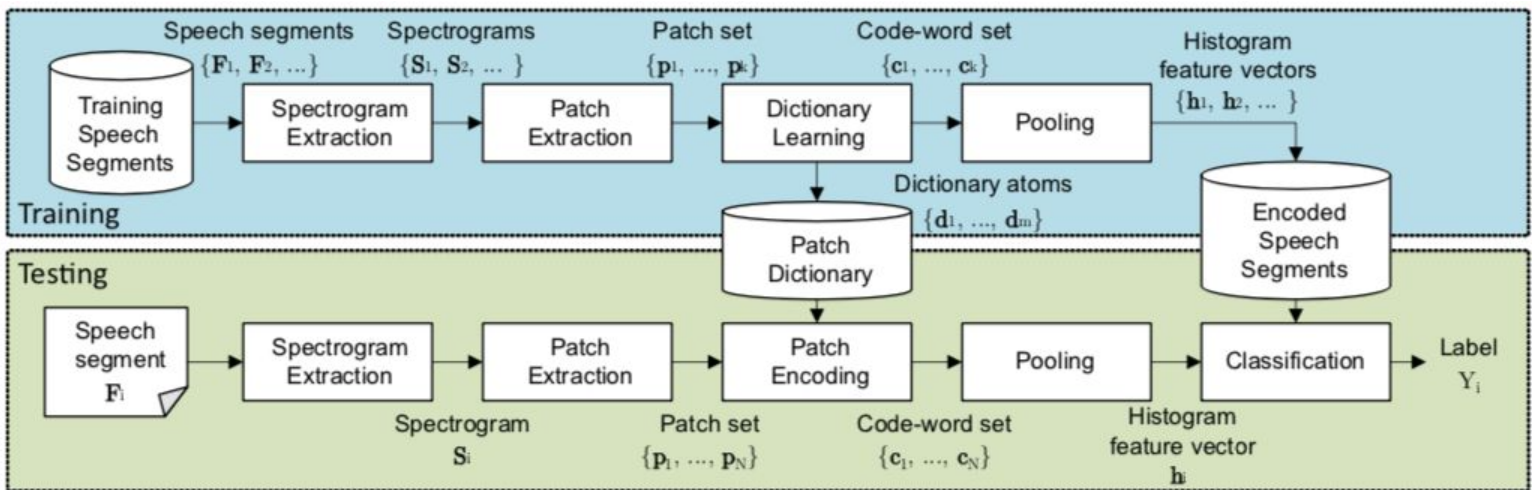 Speech segments
{F1, F2, ...}
Spectrograms
{S1, S2, ... }
Patch set
{p1, ..., pk}
Code-word set
{c1, ..., ck}
Histogram
feature vectors
{h1, h2, ... }
Training
Speech
Segments
Spectrogram
Extraction
Patch
Extraction
Dictionary
Learning
Pooling
Dictionary atoms
{d1, ..., dm}
Training
Patch
Dictionary
Encoded
Speech
Segments
Testing
Speech
segment
Fi
Spectrogram
Extraction
Patch
Extraction
Patch
Encoding
Pooling
Classification
Label
Yi
Spectrogram
Si
Patch set
{p1, ..., pN}
Code-word set
{c1, ..., cN}
Histogram
feature vector
hi